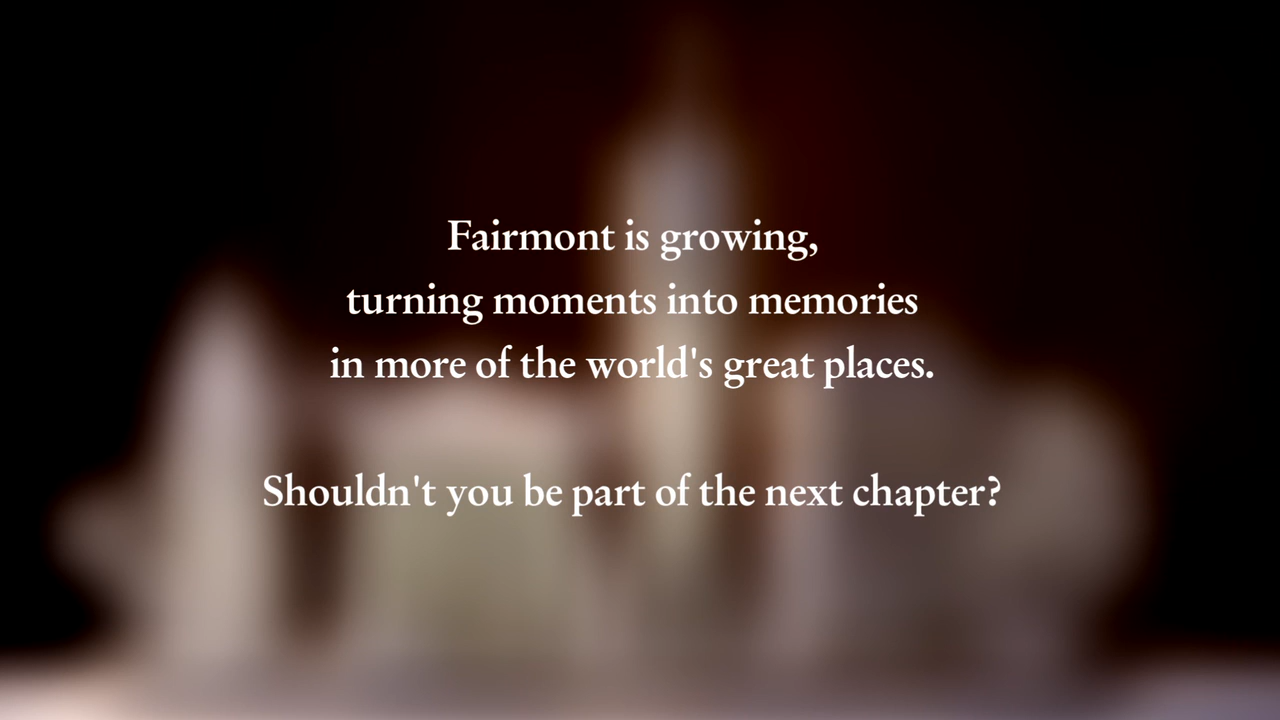 Fairmont is growing,
turning moments into memories
in more of the world's great places.
Shouldn't you be part of the next chapter?